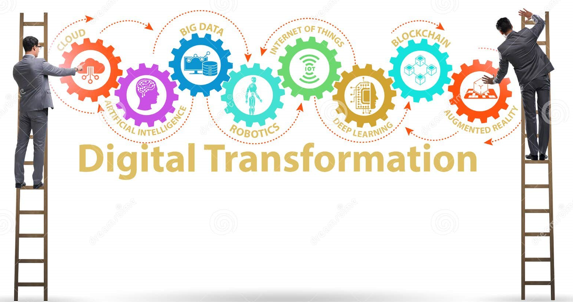 CLOUD
ARTIFICIAL INTELLIGENCE
BIG DATA
ROBOTICS
INTERNET OF THINGS
IOT
DEEP LEARNING
BLOCKCHAIN
AUGMENTED REALITY
Digital Transformation